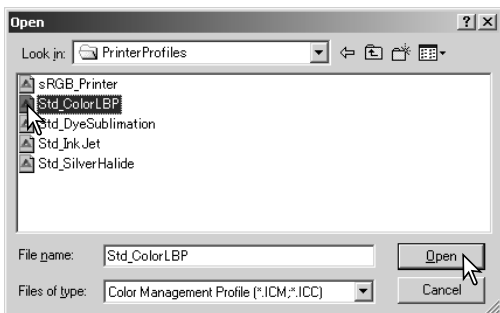 Open
Look in: PrinterProfiles
sRGB_Printer
Std_ColorLBP
Std_DyeSublimation
Std_InkJet
Std_SilverHalide
File name: Std_ColorLBP Open
Files of type: Color Management Profile (*.ICM;*.ICC) Cancel